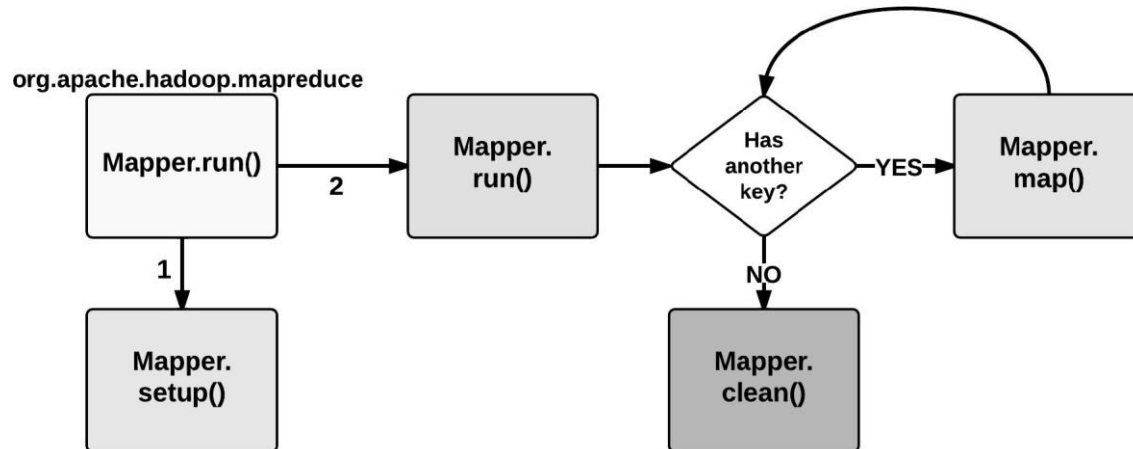 org.apache.hadoop.mapreduce
Mapper.run()
2
Mapper.
run()
Has
another
key?
YES
Mapper.
map()
1
NO
Mapper.
setup()
Mapper.
clean()